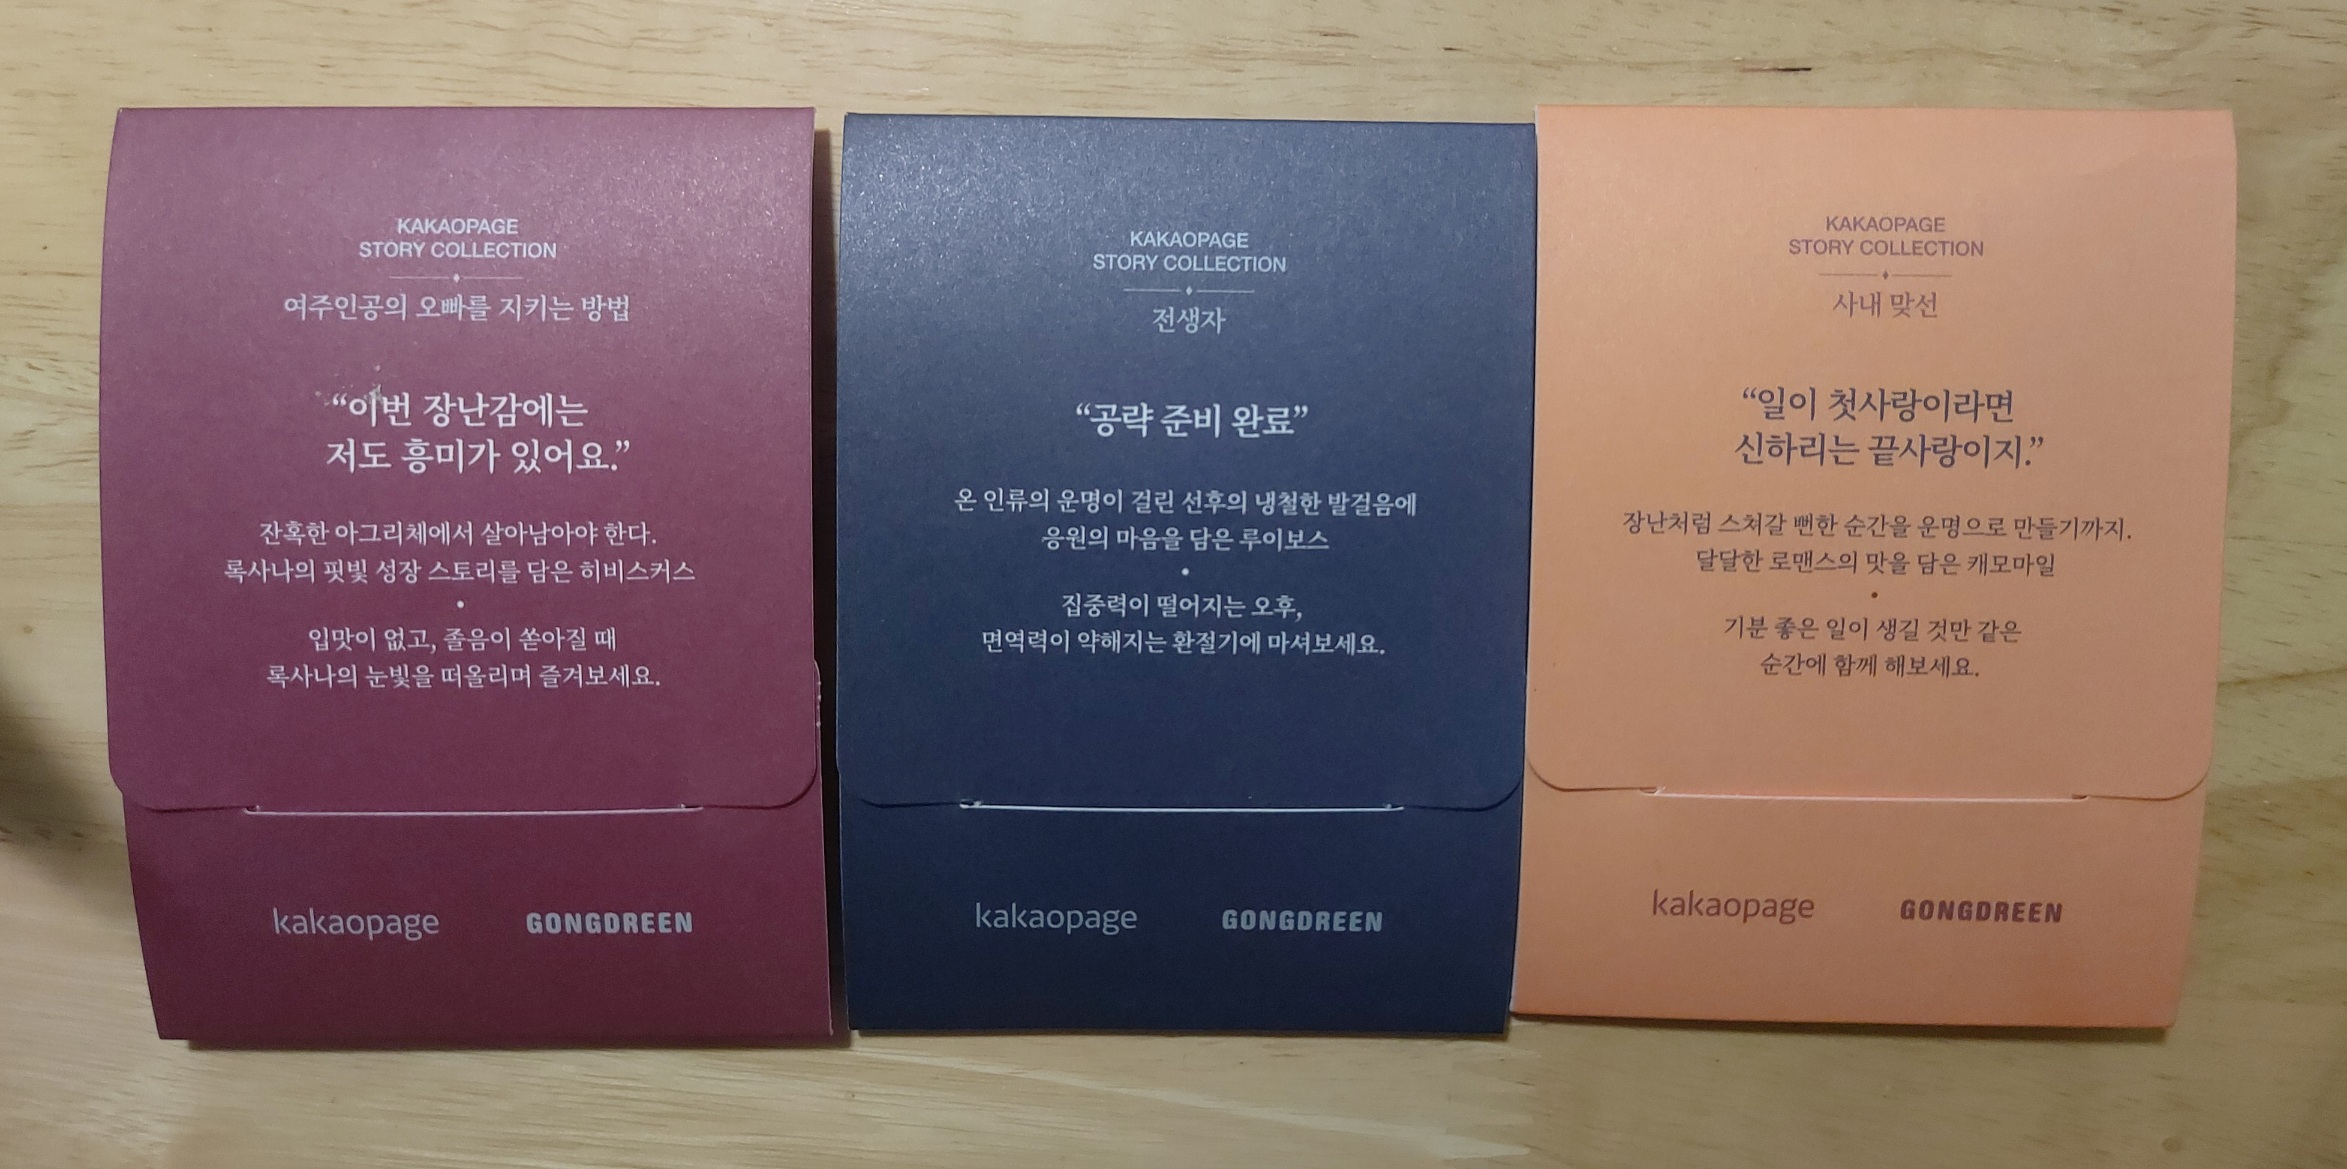 KAKAOPAGE
STORY COLLECTION
여주인공의 오빠를 지키는 방법
“이번 장난감에는
저도 흥미가 있어요.”
잔혹한 아그리체에서 살아남아야 한다.
록사나의 핏빛 성장 스토리를 담은 히비스커스
입맛이 없고, 졸음이 쏟아질 때
록사나의 눈빛을 떠올리며 즐겨보세요.
kakaopage GONGDREEN
KAKAOPAGE
STORY COLLECTION
전생자
“공략 준비 완료”
온 인류의 운명이 걸린 선후의 냉철한 발걸음에
응원의 마음을 담은 루이보스
집중력이 떨어지는 오후,
면역력이 약해지는 환절기에 마셔보세요.
kakaopage GONGDREEN
KAKAOPAGE
STORY COLLECTION
사내 맞선
“일이 첫사랑이라면
신하리는 끝사랑이지.”
장난처럼 스쳐갈 뻔한 순간을 운명으로 만들기까지.
달달한 로맨스의 맛을 담은 캐모마일
기분 좋은 일이 생길 것만 같은
순간에 함께 해보세요.
kakaopage GONGDREEN